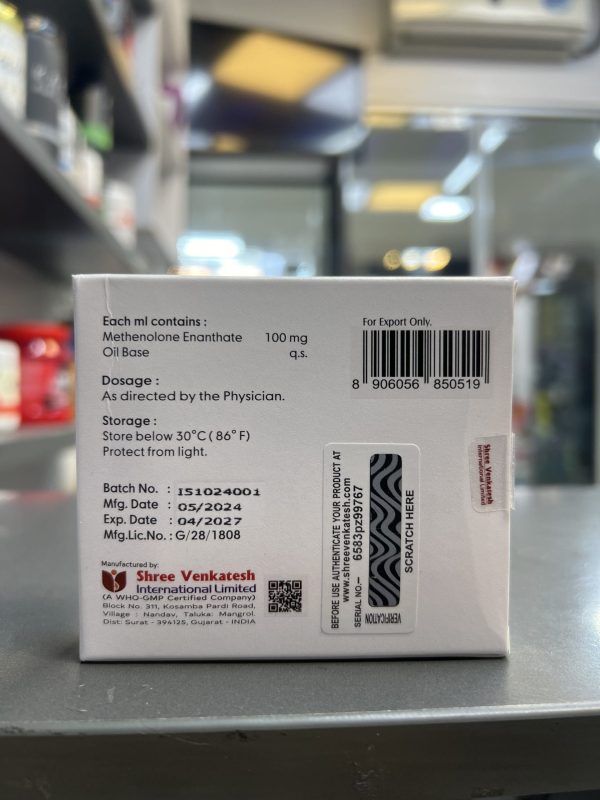 Each ml contains :
Methenolone Enanthate 100 mg
Oil Base q.s.
Dosage :
As directed by the Physician.
Storage :
Store below 30°C ( 86° F)
Protect from light.
Batch No. : I51024001
Mfg. Date : 05/2024
Exp. Date : 04/2027
Mfg.Lic.No. : G/28/1808
Manufactured by:
Shree Venkatesh
International Limited
(A WHO-GMP Certified Company)
Block No. 311, Kosamba Pardi Road,
Village : Nandav, Taluka: Mangrol.
Dist: Surat - 394125, Gujarat - INDIA
For Export Only.
8 906056 850519
BEFORE USE AUTHENTICATE YOUR PRODUCT AT
www.shreevenkatesh.com
SERIAL NO.– 6583pz99767
VERIFICATION
SCRATCH HERE
Shree Venkatesh
International Limited